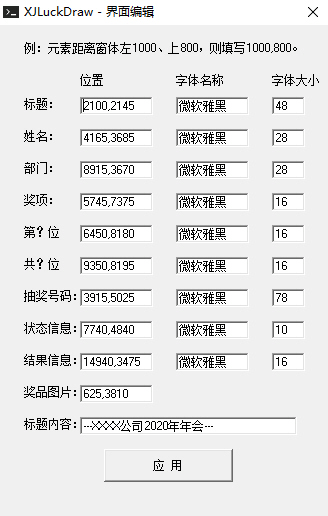 XJLuckDraw - 界面编辑
例：元素距离窗体左1000、上800，则填写1000,800。
位置 字体名称 字体大小
标题： 2100,2145 微软雅黑 48
姓名： 4165,3685 微软雅黑 28
部门： 8915,3670 微软雅黑 28
奖项： 5745,7375 微软雅黑 16
第？位 6450,8180 微软雅黑 16
共？位 9350,8195 微软雅黑 16
抽奖号码： 3915,5025 微软雅黑 78
状态信息： 7740,4840 微软雅黑 10
结果信息： 14940,3475 微软雅黑 16
奖品图片： 625,3810
标题内容： ---XXXX公司2020年年会---
应 用